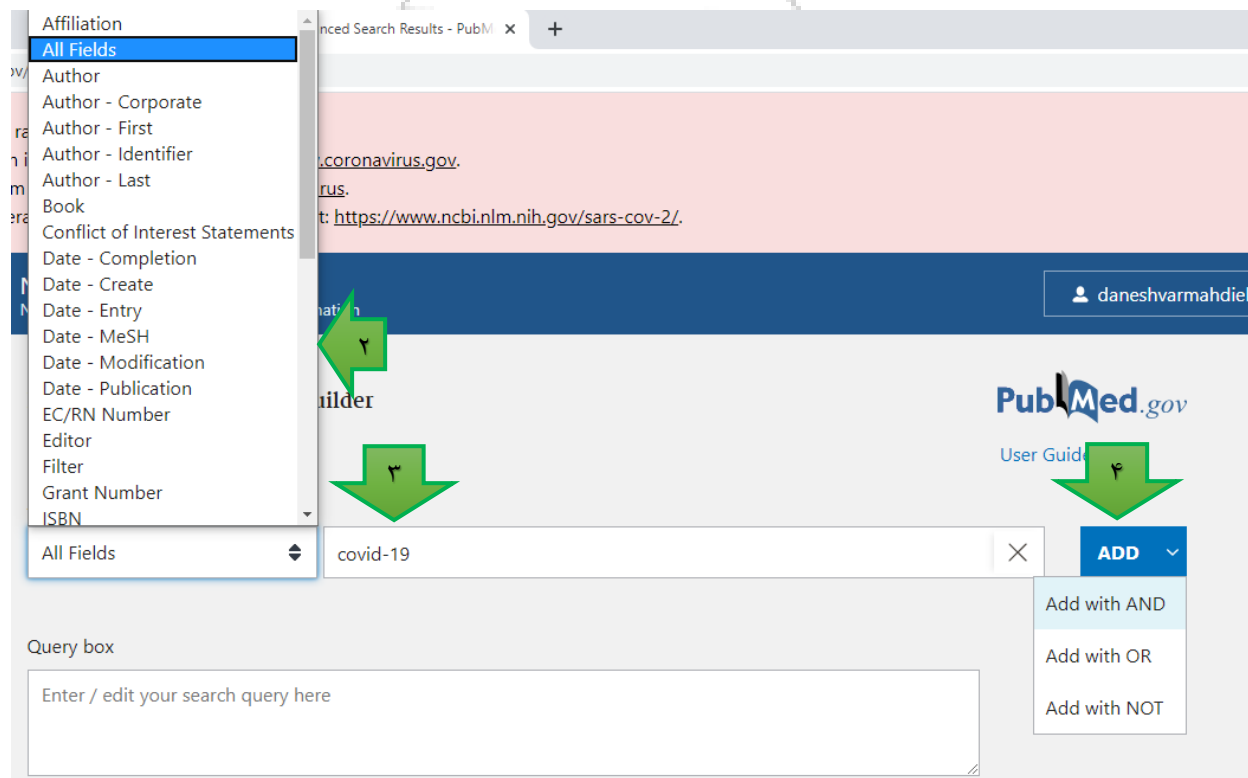 Affiliation
All Fields
Author
Author - Corporate
Author - First
Author - Identifier
Author - Last
Book
Conflict of Interest Statements
Date - Completion
Date - Create
Date - Entry
Date - MeSH
Date - Modification
Date - Publication
EC/RN Number
Editor
Filter
Grant Number
ISBN
nced Search Results - PubM × +
ov/
.coronavirus.gov.
rus.
t: https://www.ncbi.nlm.nih.gov/sars-cov-2/.
N
N
daneshvarmahdiel
۲
uilder
PubMed.gov
User Guide
۳
۴
All Fields
covid-19
ADD
Add with AND
Add with OR
Add with NOT
Query box
Enter / edit your search query here